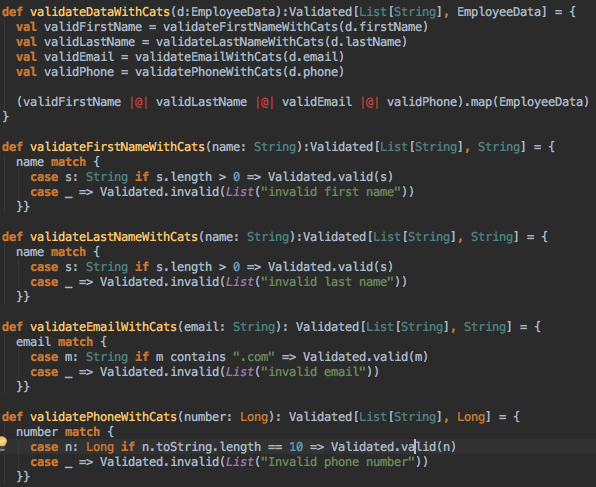 def validateDataWithCats(d:EmployeeData):Validated[List[String], EmployeeData] = {
  val validFirstName = validateFirstNameWithCats(d.firstName)
  val validLastName = validateLastNameWithCats(d.lastName)
  val validEmail = validateEmailWithCats(d.email)
  val validPhone = validatePhoneWithCats(d.phone)

  (validFirstName |@| validLastName |@| validEmail |@| validPhone).map(EmployeeData)
}

def validateFirstNameWithCats(name: String):Validated[List[String], String] = {
  name match {
    case s: String if s.length > 0 => Validated.valid(s)
    case _ => Validated.invalid(List("invalid first name"))
  }}

def validateLastNameWithCats(name: String):Validated[List[String], String] = {
  name match {
    case s: String if s.length > 0 => Validated.valid(s)
    case _ => Validated.invalid(List("invalid last name"))
  }}

def validateEmailWithCats(email: String): Validated[List[String], String] = {
  email match {
    case m: String if m contains ".com" => Validated.valid(m)
    case _ => Validated.invalid(List("invalid email"))
  }}

def validatePhoneWithCats(number: Long): Validated[List[String], Long] = {
  number match {
    case n: Long if n.toString.length == 10 => Validated.valid(n)
    case _ => Validated.invalid(List("Invalid phone number"))
  }}